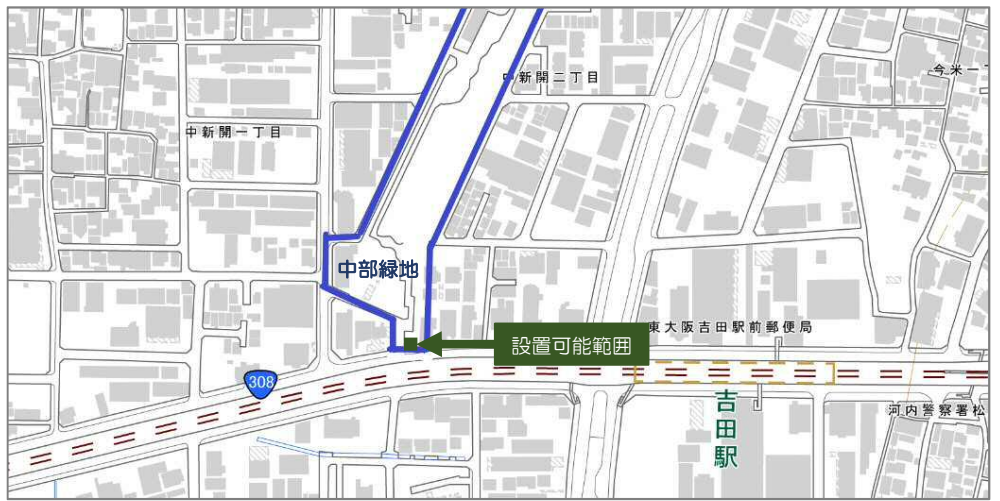 中新開二丁目
今米一丁
中新開一丁目
中部緑地
設置可能範囲
東大阪吉田駅前郵便局
308
吉田駅
河内警察署松